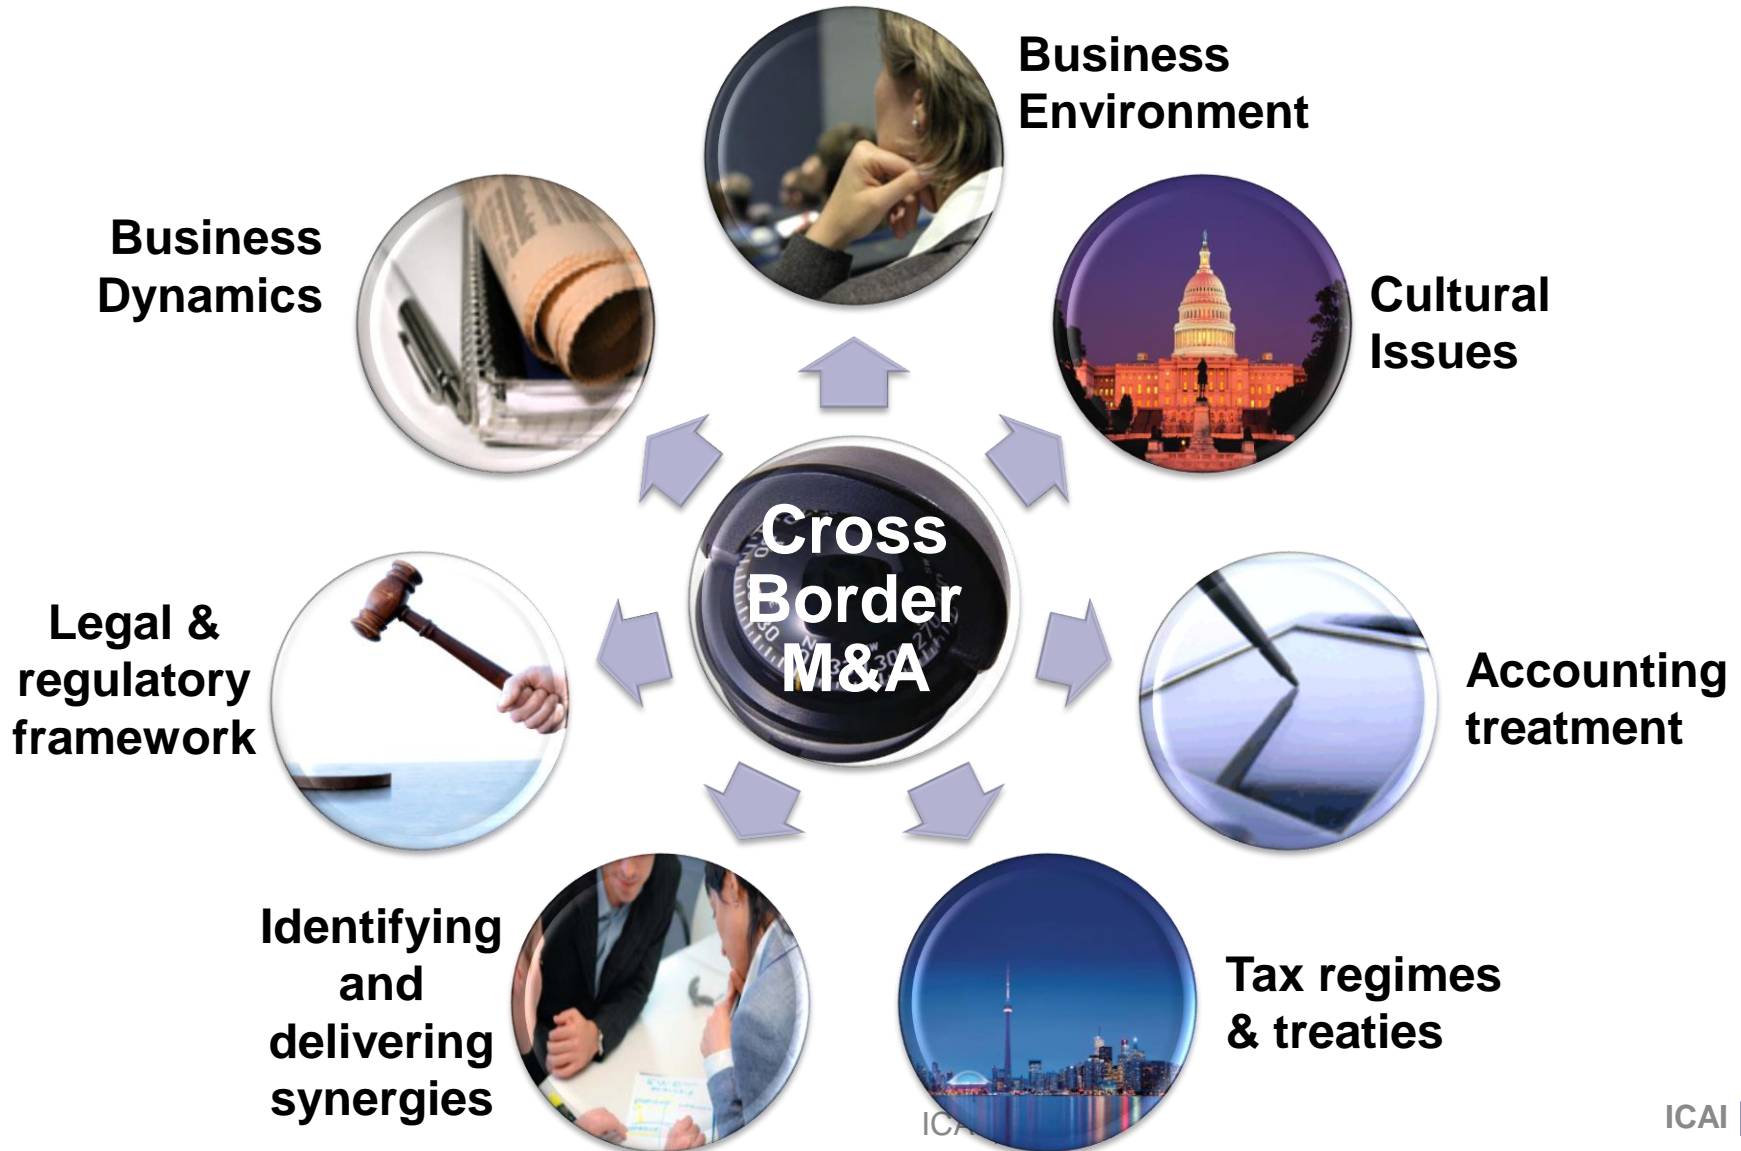 Business
Environment
Business
Dynamics
Cultural
Issues
Cross
Border
M&A
Legal &
regulatory
framework
Accounting
treatment
Identifying
and
delivering
synergies
Tax regimes
& treaties
ICAI